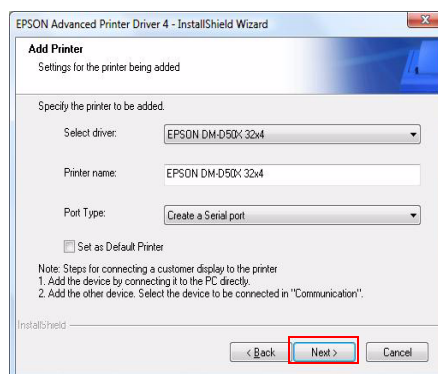 EPSON Advanced Printer Driver 4 - InstallShield Wizard
Add Printer
Settings for the printer being added
Specify the printer to be added.
Select driver: EPSON DM-D50X 32x4
Printer name: EPSON DM-D50X 32x4
Port Type: Create a Serial port
Set as Default Printer
Note: Steps for connecting a customer display to the printer
1. Add the device by connecting it to the PC directly.
2. Add the other device. Select the device to be connected in "Communication".
InstallShield
< Back Next > Cancel